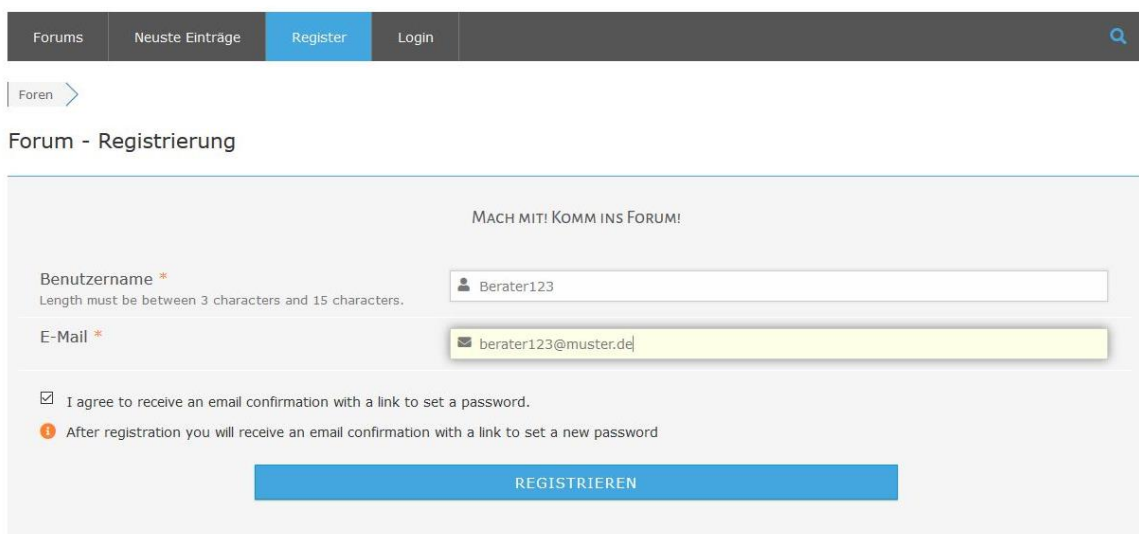 Forums Neuste Einträge Register Login
Foren
Forum - Registrierung
Mach mit! Komm ins Forum!
Benutzername *
Berater123
Length must be between 3 characters and 15 characters.
E-Mail *
berater123@muster.de
I agree to receive an email confirmation with a link to set a password.
After registration you will receive an email confirmation with a link to set a new password
REGISTRIEREN